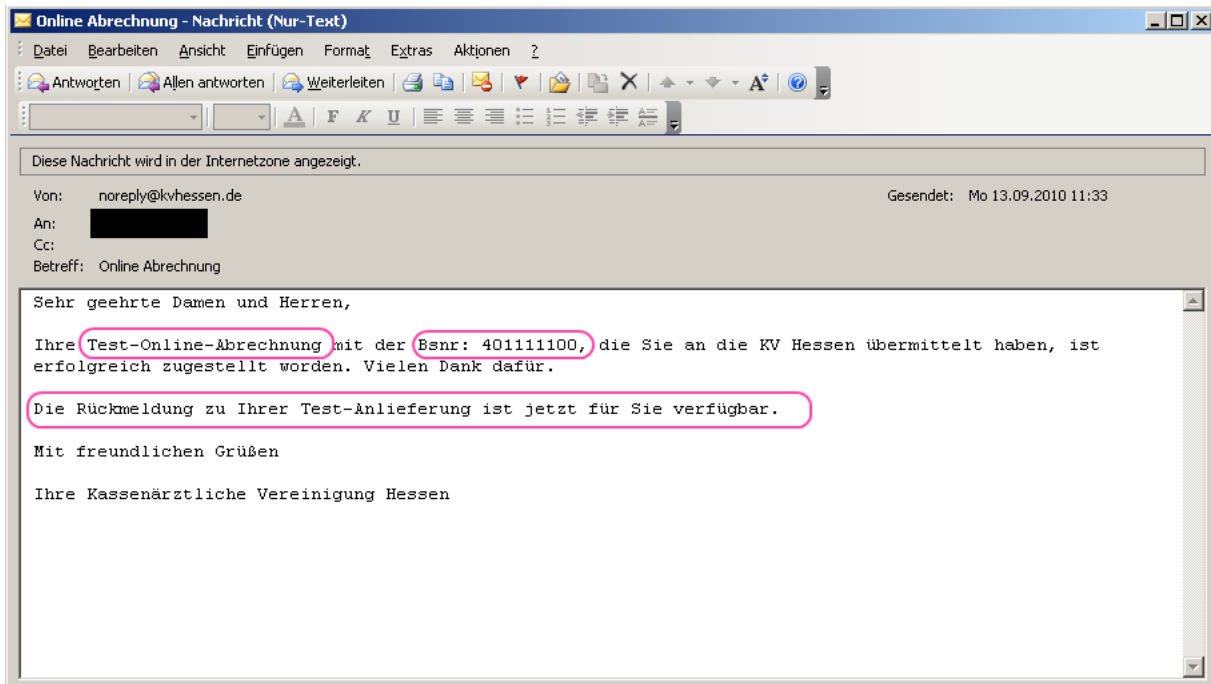 Online Abrechnung - Nachricht (Nur-Text)
Datei Bearbeiten Ansicht Einfügen Format Extras Aktionen ?
Antworten Allen antworten Weiterleiten
F K U
Diese Nachricht wird in der Internetzone angezeigt.
Von: noreply@kvhessen.de Gesendet: Mo 13.09.2010 11:33
An:
Cc:
Betreff: Online Abrechnung
Sehr geehrte Damen und Herren,
Ihre Test-Online-Abrechnung mit der Bsnr: 401111100, die Sie an die KV Hessen übermittelt haben, ist
erfolgreich zugestellt worden. Vielen Dank dafür.
Die Rückmeldung zu Ihrer Test-Anlieferung ist jetzt für Sie verfügbar.
Mit freundlichen Grüßen
Ihre Kassenärztliche Vereinigung Hessen